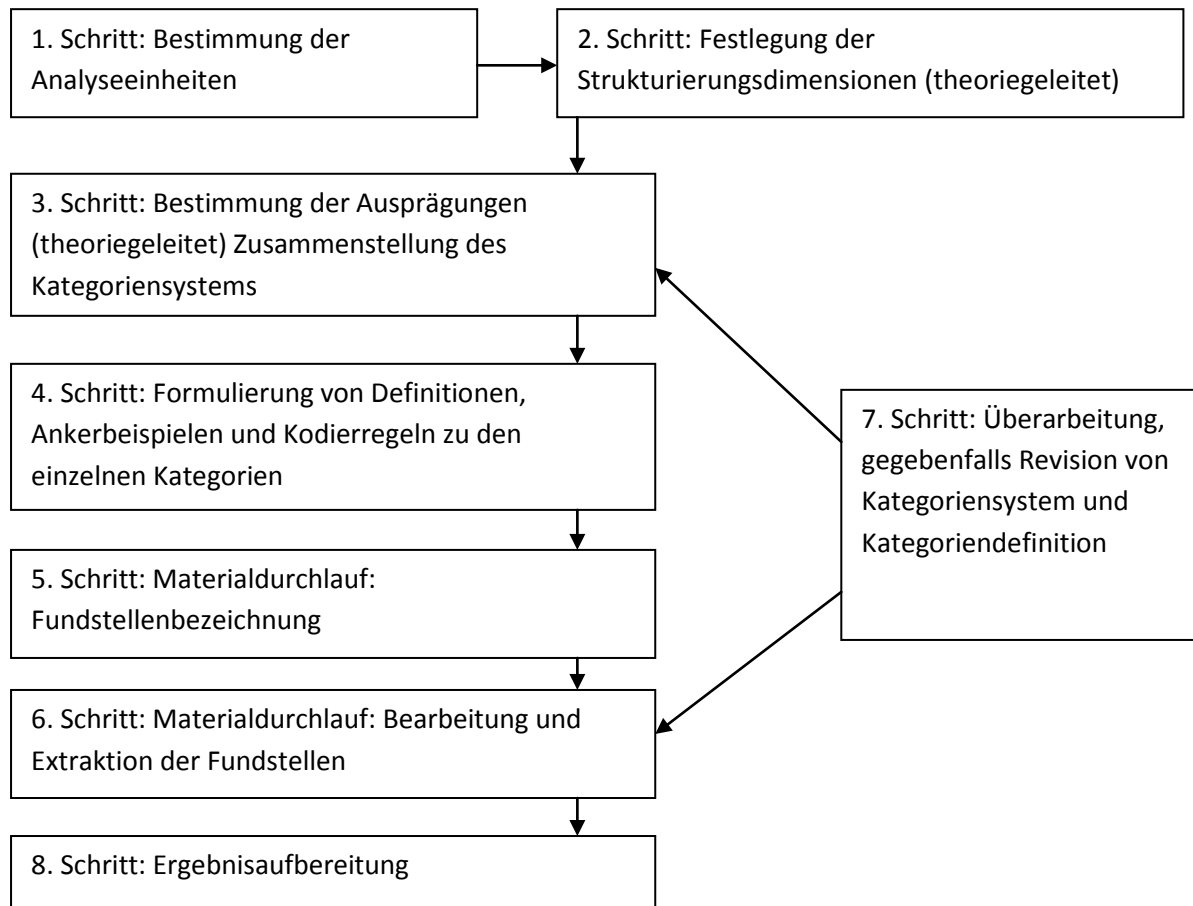 1. Schritt: Bestimmung der
Analyseeinheiten
2. Schritt: Festlegung der
Strukturierungsdimensionen (theoriegeleitet)
3. Schritt: Bestimmung der Ausprägungen
(theoriegeleitet) Zusammenstellung des
Kategoriensystems
4. Schritt: Formulierung von Definitionen,
Ankerbeispielen und Kodierregeln zu den
einzelnen Kategorien
7. Schritt: Überarbeitung,
gegebenfalls Revision von
Kategoriensystem und
Kategoriendefinition
5. Schritt: Materialdurchlauf:
Fundstellenbezeichnung
6. Schritt: Materialdurchlauf: Bearbeitung und
Extraktion der Fundstellen
8. Schritt: Ergebnisaufbereitung